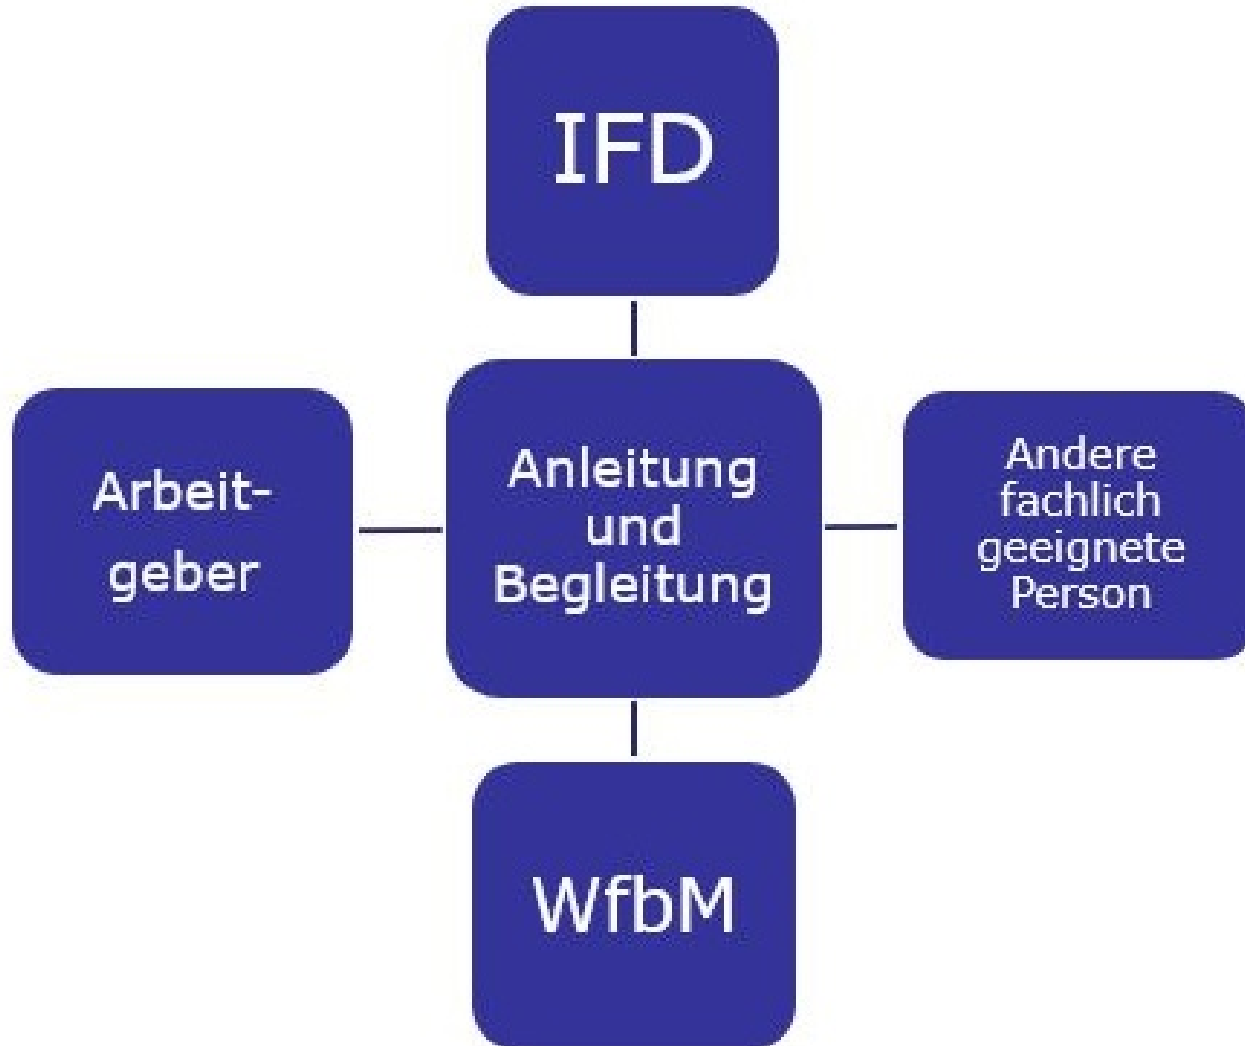 IFD
Arbeit-
geber
Anleitung
und
Begleitung
Andere
fachlich
geeignete
Person
WfbM